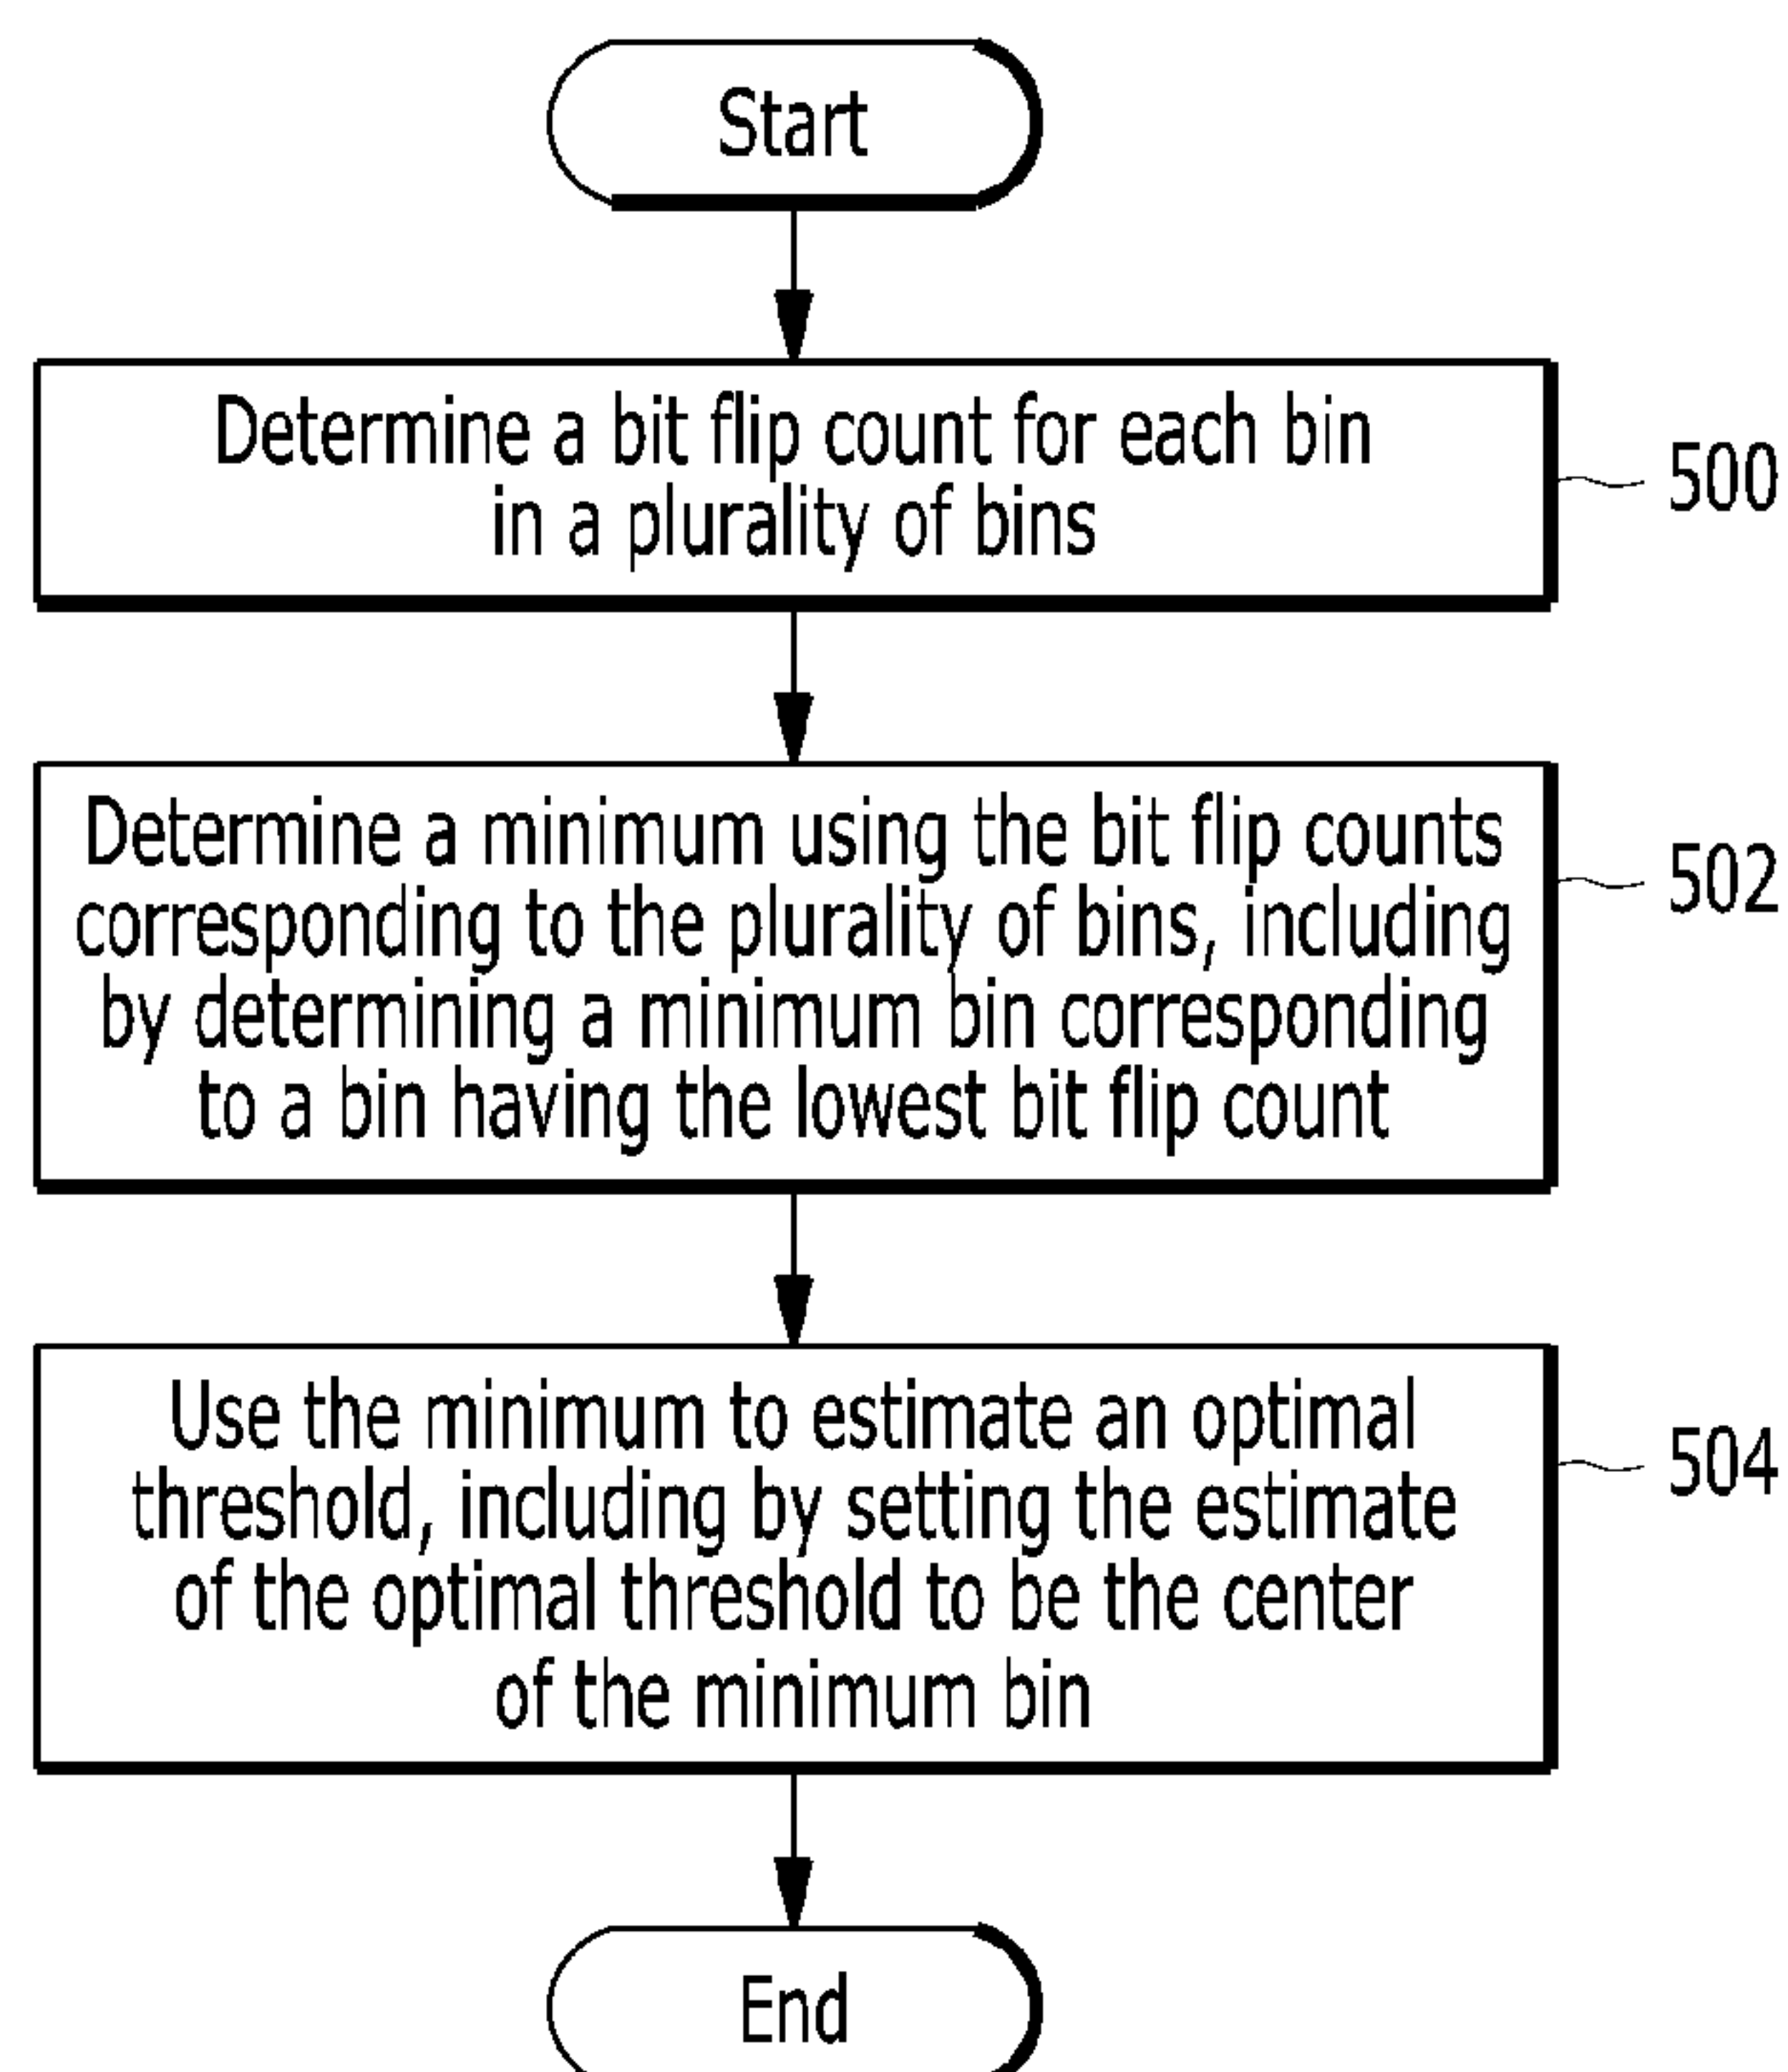 Start
Determine a bit flip count for each bin
in a plurality of bins
500
Determine a minimum using the bit flip counts
corresponding to the plurality of bins, including
by determining a minimum bin corresponding
to a bin having the lowest bit flip count
502
Use the minimum to estimate an optimal
threshold, including by setting the estimate
of the optimal threshold to be the center
of the minimum bin
504
End